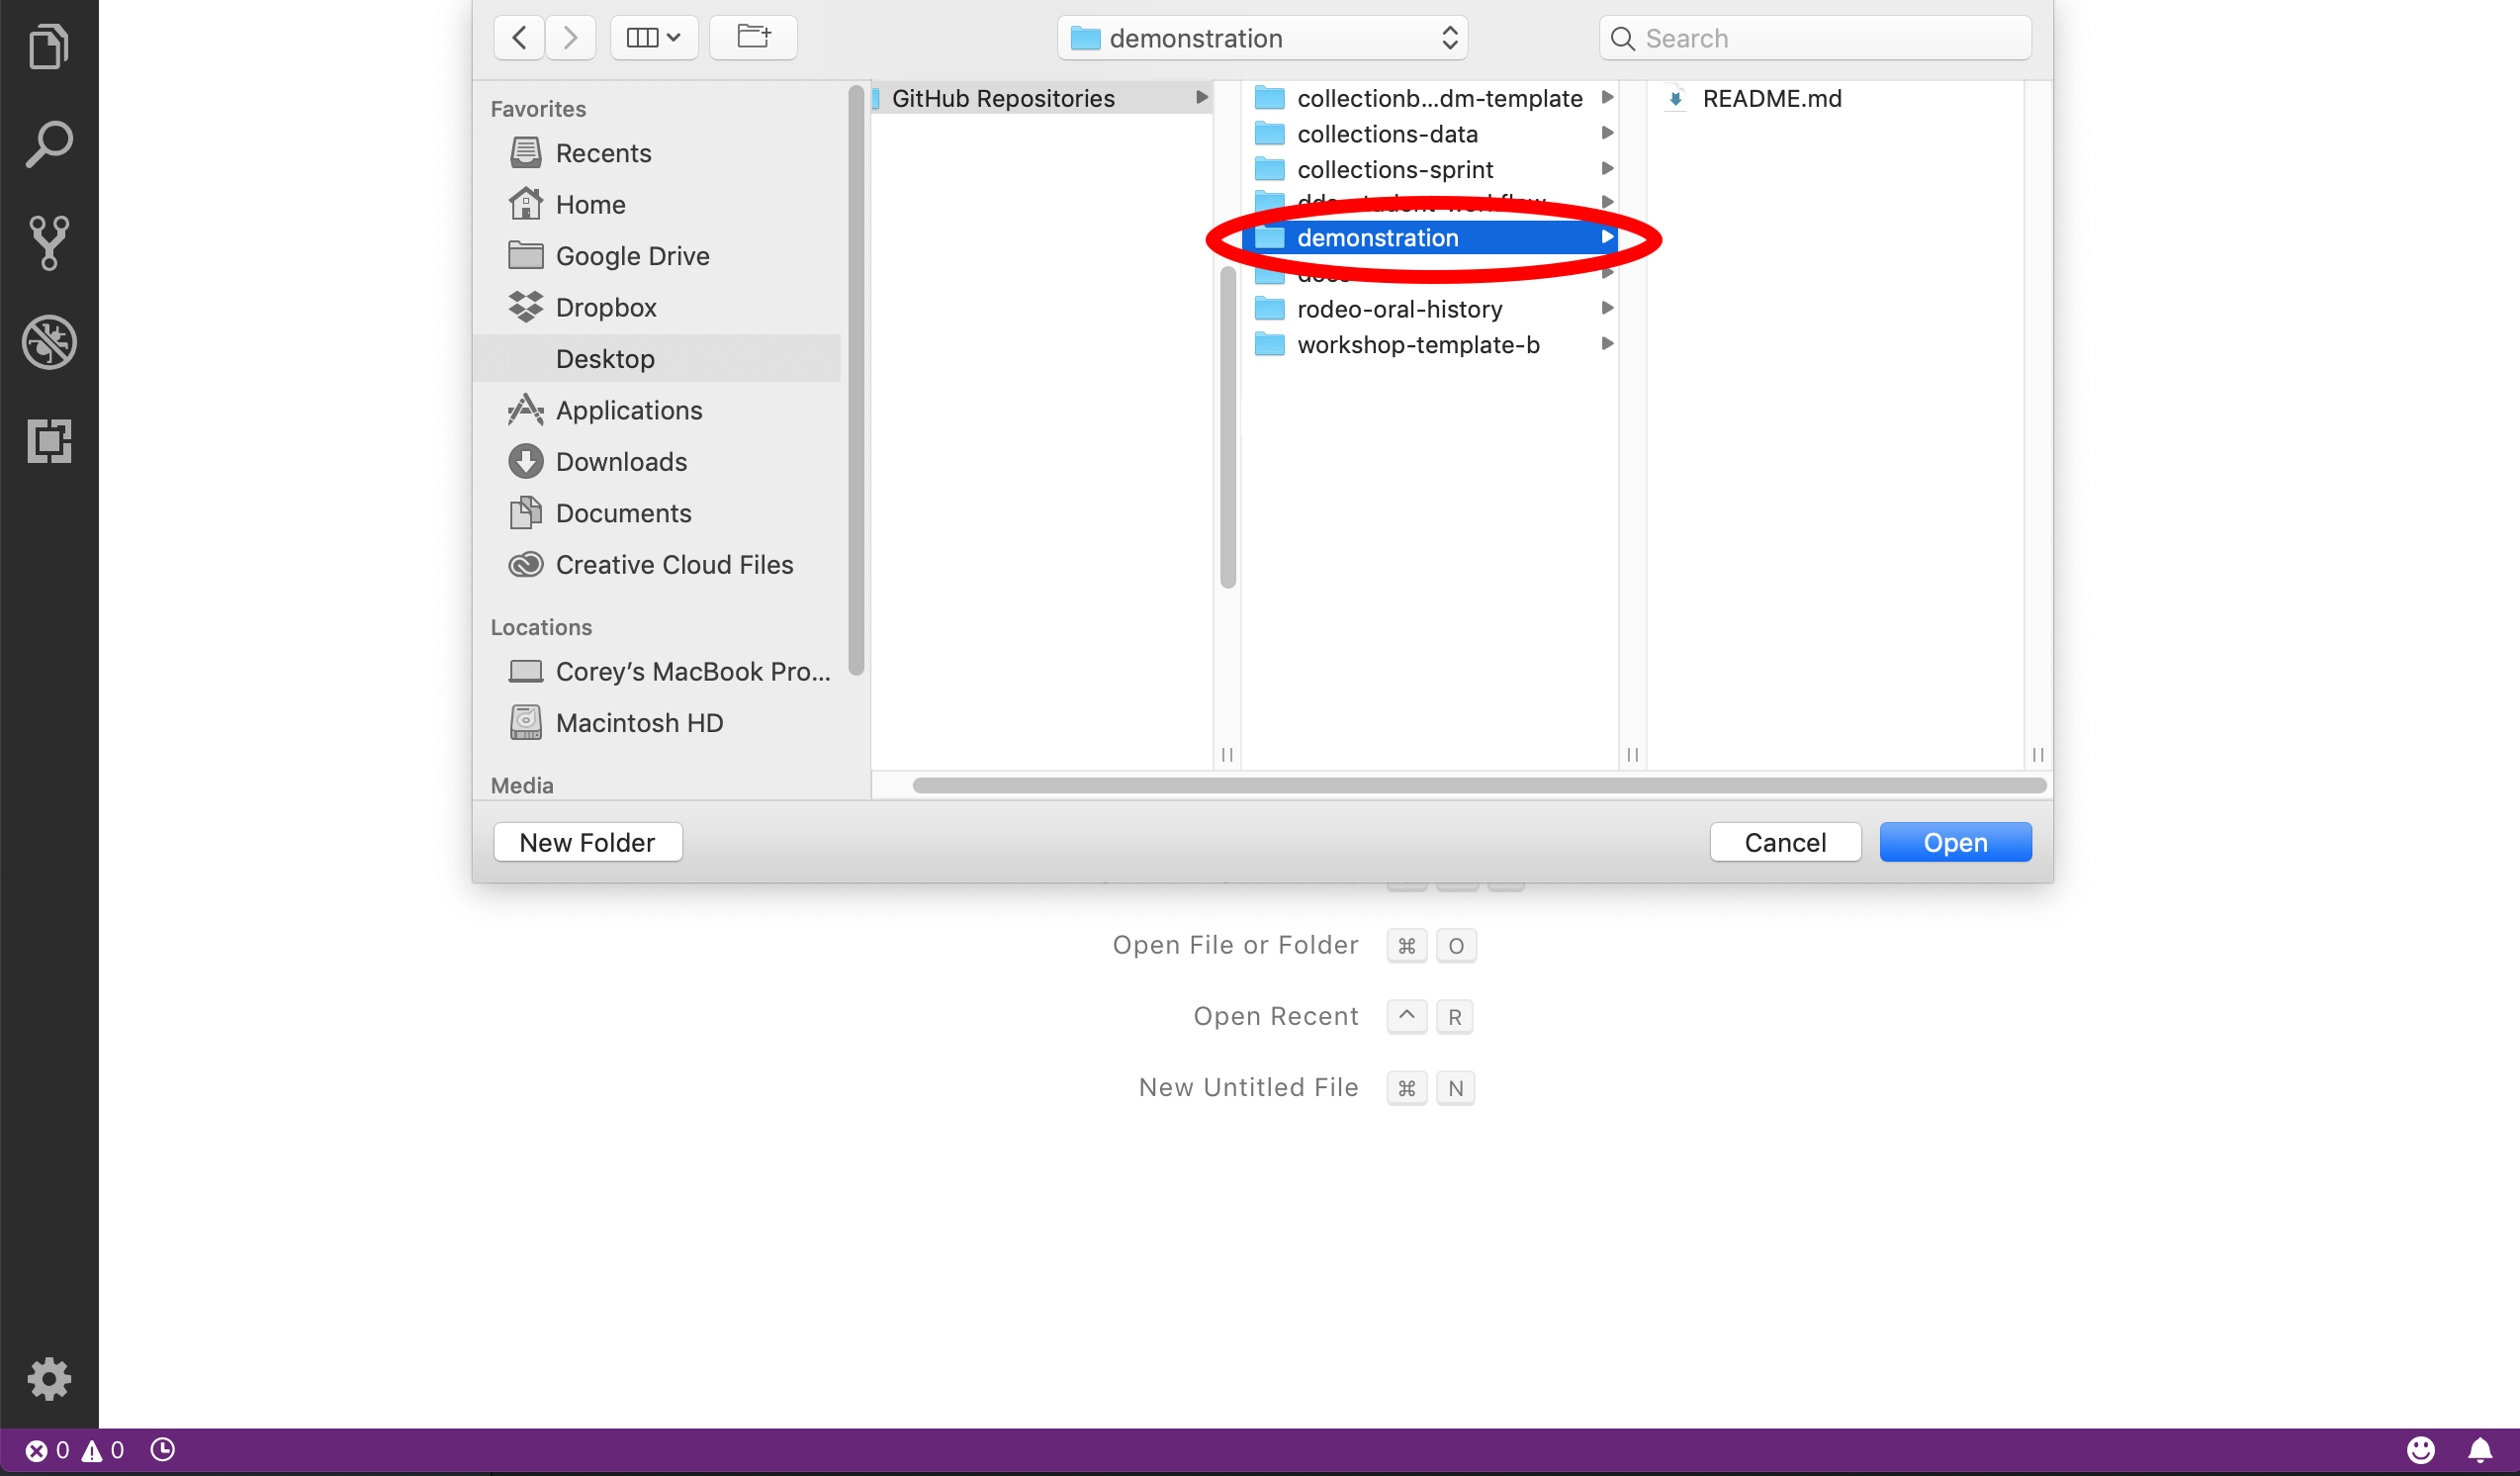 demonstration
Search
Favorites
Recents
Home
Google Drive
Dropbox
Desktop
Applications
Downloads
Documents
Creative Cloud Files
Locations
Corey’s MacBook Pro...
Macintosh HD
Media
GitHub Repositories
collectionb...dm-template
collections-data
collections-sprint
demonstration
rodeo-oral-history
workshop-template-b
README.md
New Folder
Cancel
Open
Open File or Folder ⌘ O
Open Recent ^ R
New Untitled File ⌘ N
0 0